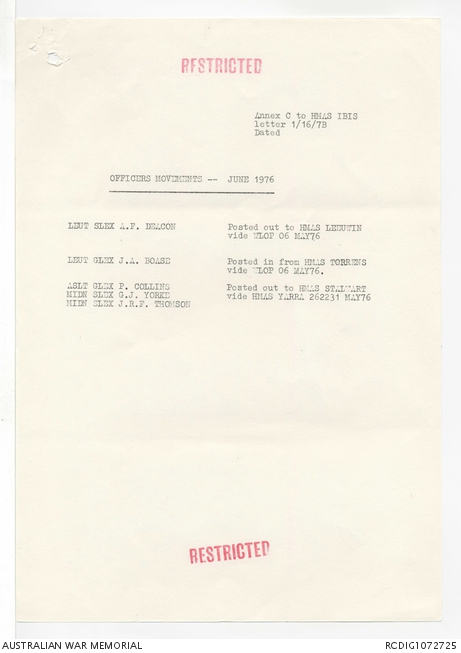 RESTRICTED
Annex C to HMAS IBIS
letter 1/16/7B
Dated
OFFICERS MOVEMENTS -- JUNE 1976
LEUT SLEX A.F. DEACON Posted out to HMAS LEEUWIN
vide WLOP 06 MAY76
LEUT GLEX J.A. BOASE Posted in from HMAS TORRENS
vide WLOP 06 MAY76.
ASLT GLEX P. COLLINS Posted out to HMAS STALWART
MIDN SLEX G.J. YORKE vide HMAS YARRA 262231 MAY76
MIDN SLEX J.R.F. THOMSON
RESTRICTED
AUSTRALIAN WAR MEMORIAL RCDIG1072725